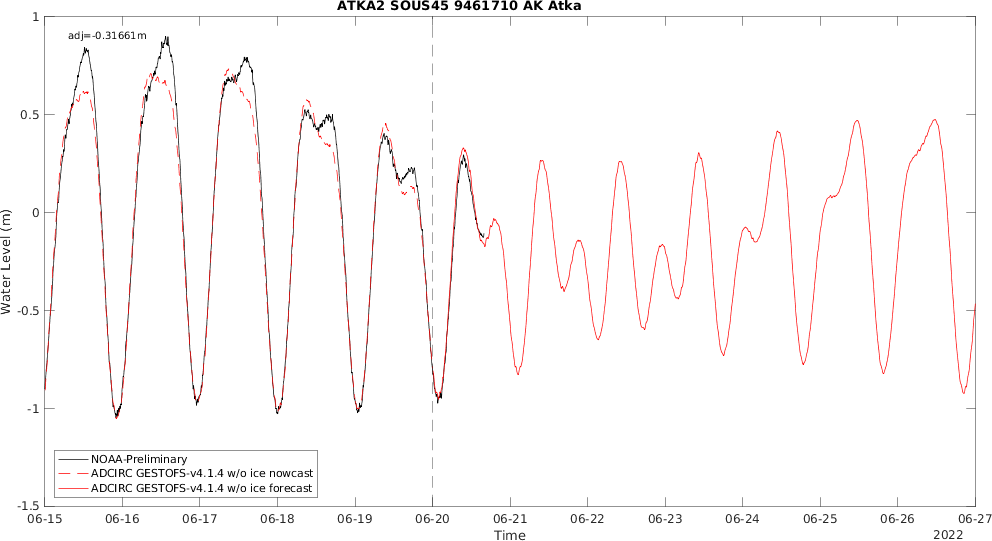 ATKA2 SOUS45 9461710 AK Atka
adj=-0.31661m
1
0.5
0
-0.5
-1
-1.5
Water Level (m)
NOAA-Preliminary
ADCIRC GESTOFS-v4.1.4 w/o ice nowcast
ADCIRC GESTOFS-v4.1.4 w/o ice forecast
06-15 06-16 06-17 06-18 06-19 06-20 06-21 06-22 06-23 06-24 06-25 06-26 06-27
Time
2022